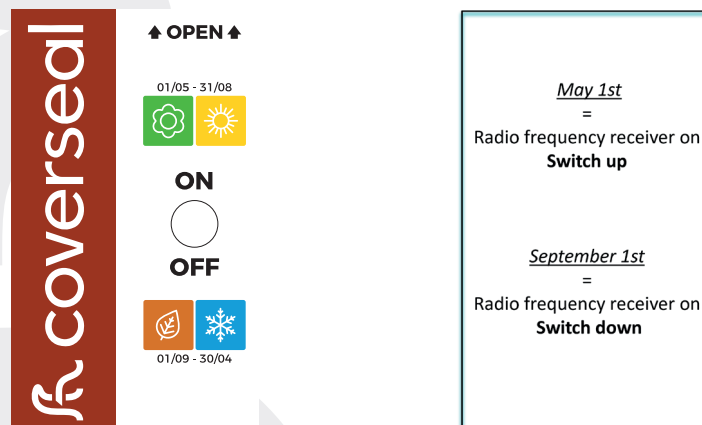 coverseal
OPEN
01/05 - 31/08
ON
OFF
01/09 - 30/04
May 1st
=
Radio frequency receiver on
Switch up
September 1st
=
Radio frequency receiver on
Switch down